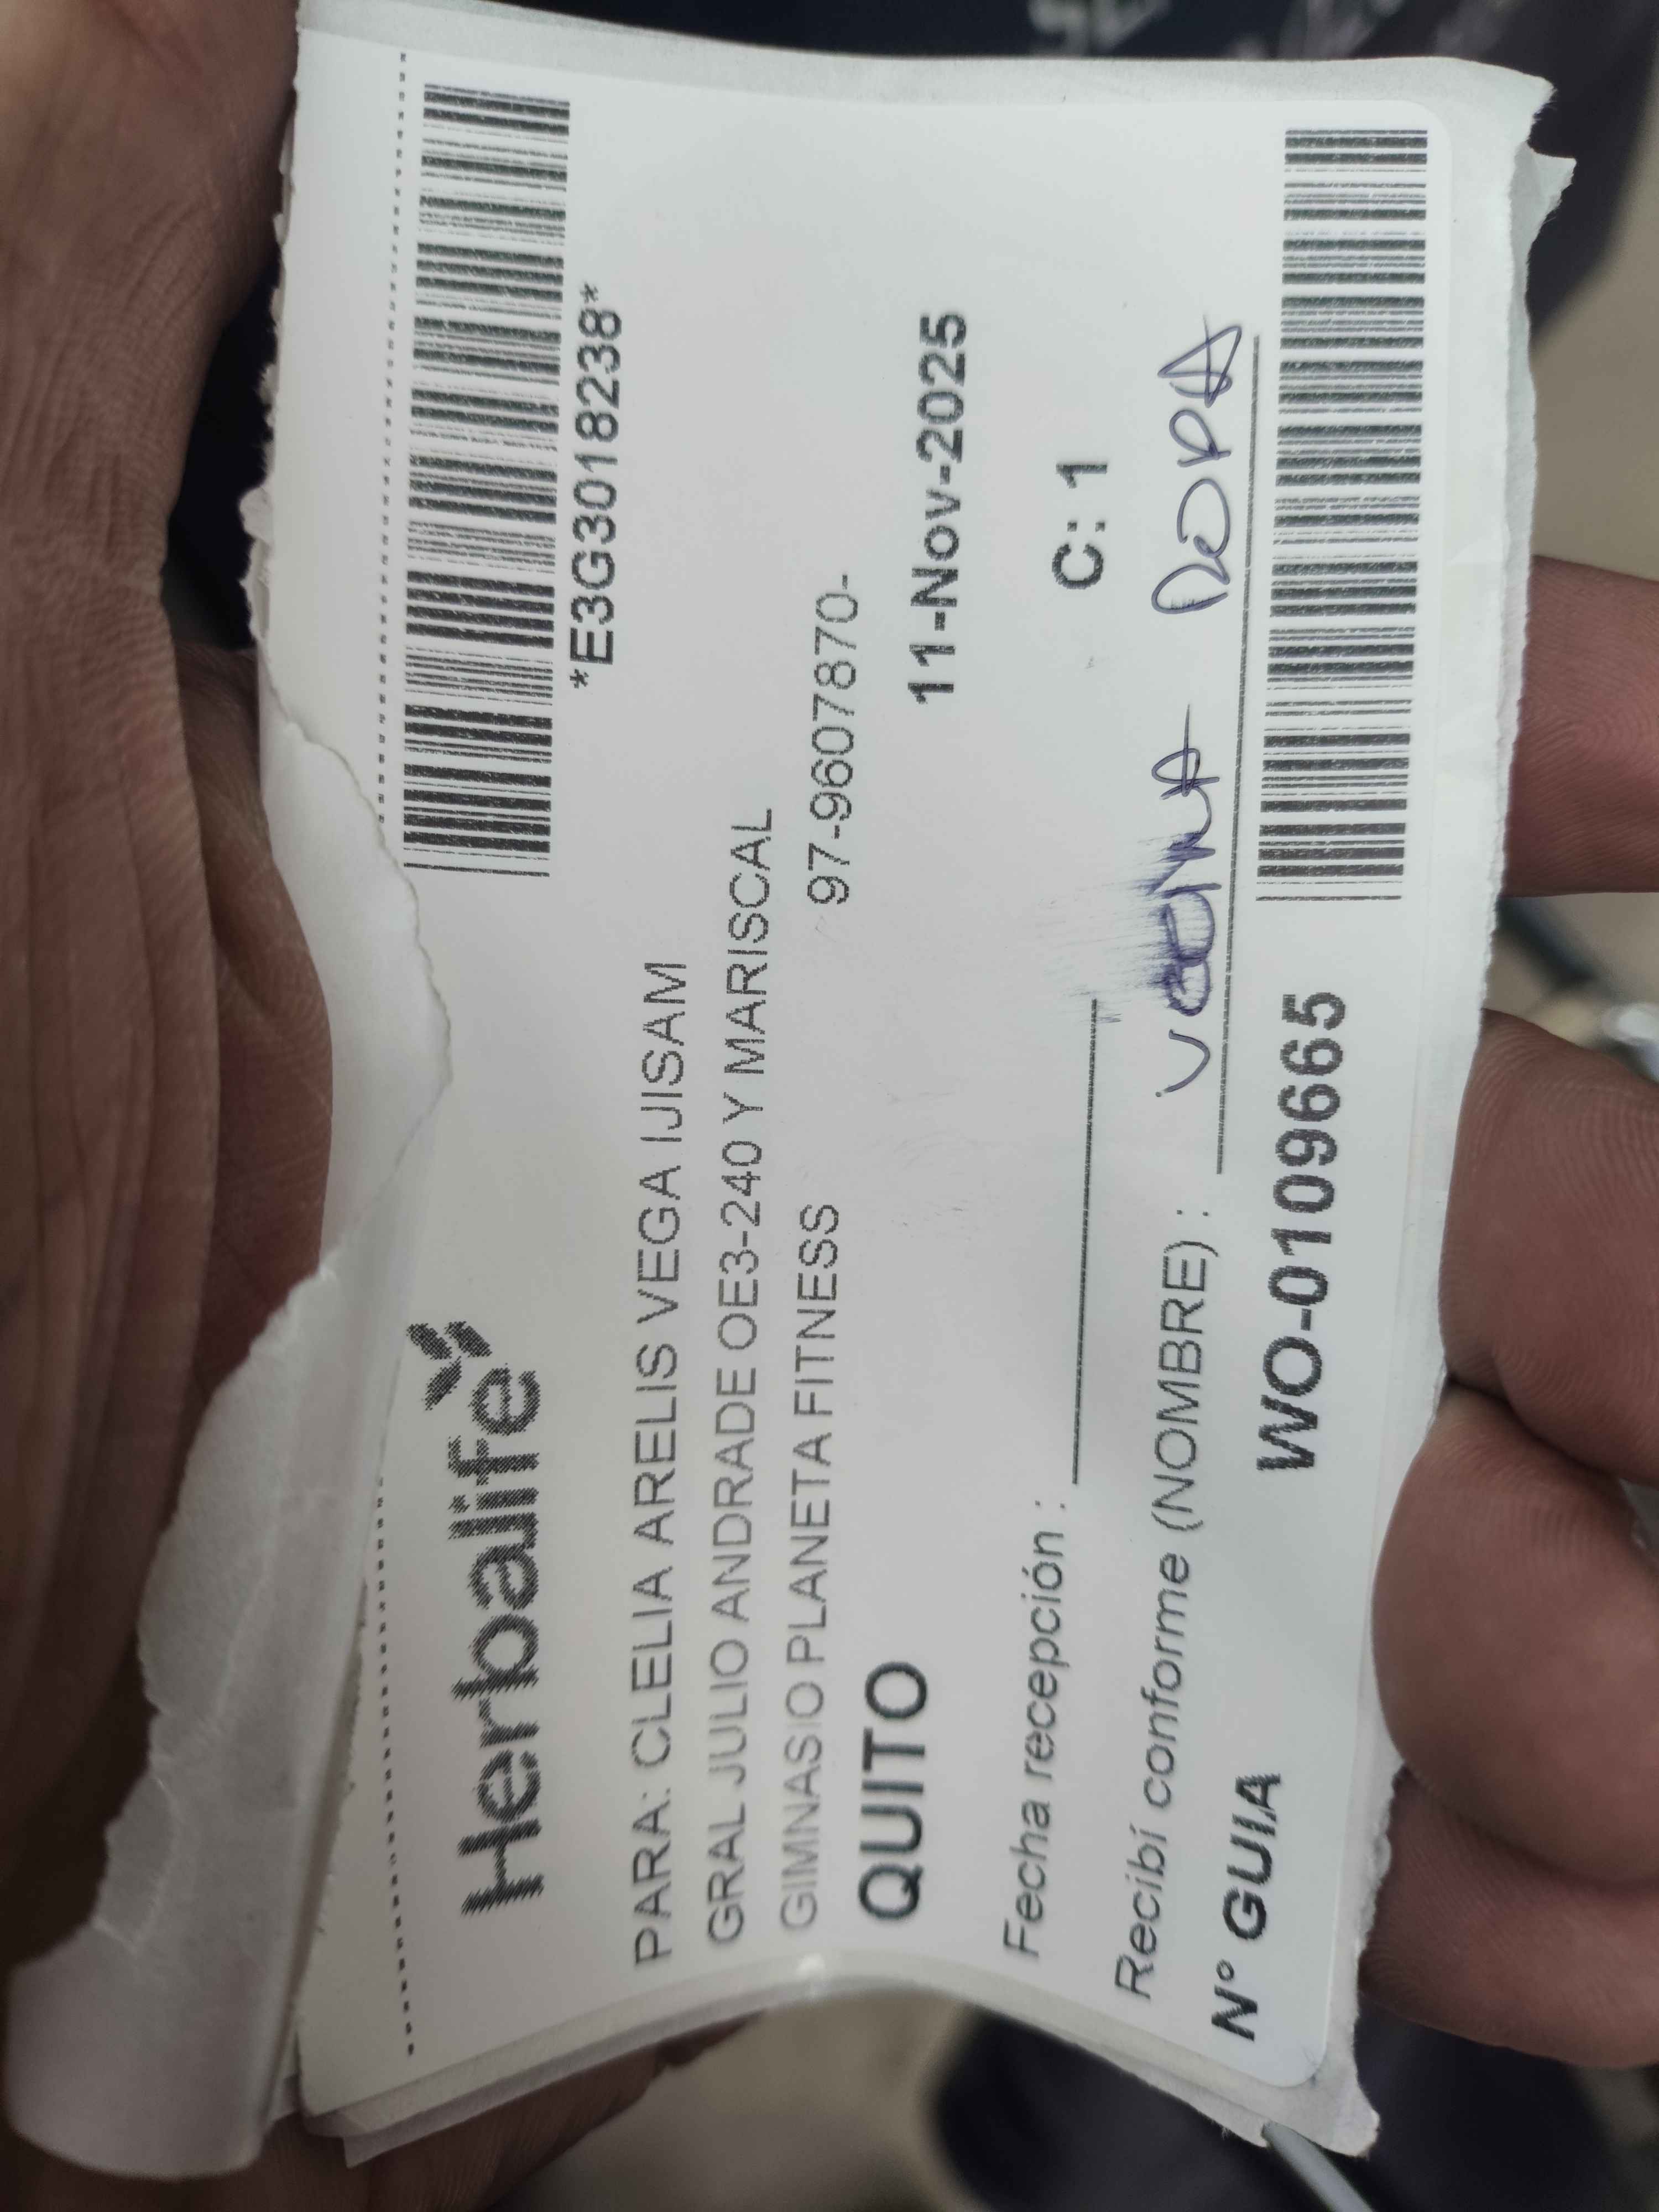 Herbalife
*E3G3018238*
PARA: CLELIA ARELIS VEGA IJISAM
GRAL JULIO ANDRADE OE3-240 Y MARISCAL
GIMNASIO PLANETA FITNESS 97-9607870-
QUITO 11-Nov-2025
Fecha recepción : C: 1
Recibí conforme (NOMBRE) :
N° GUIA WO-0109665